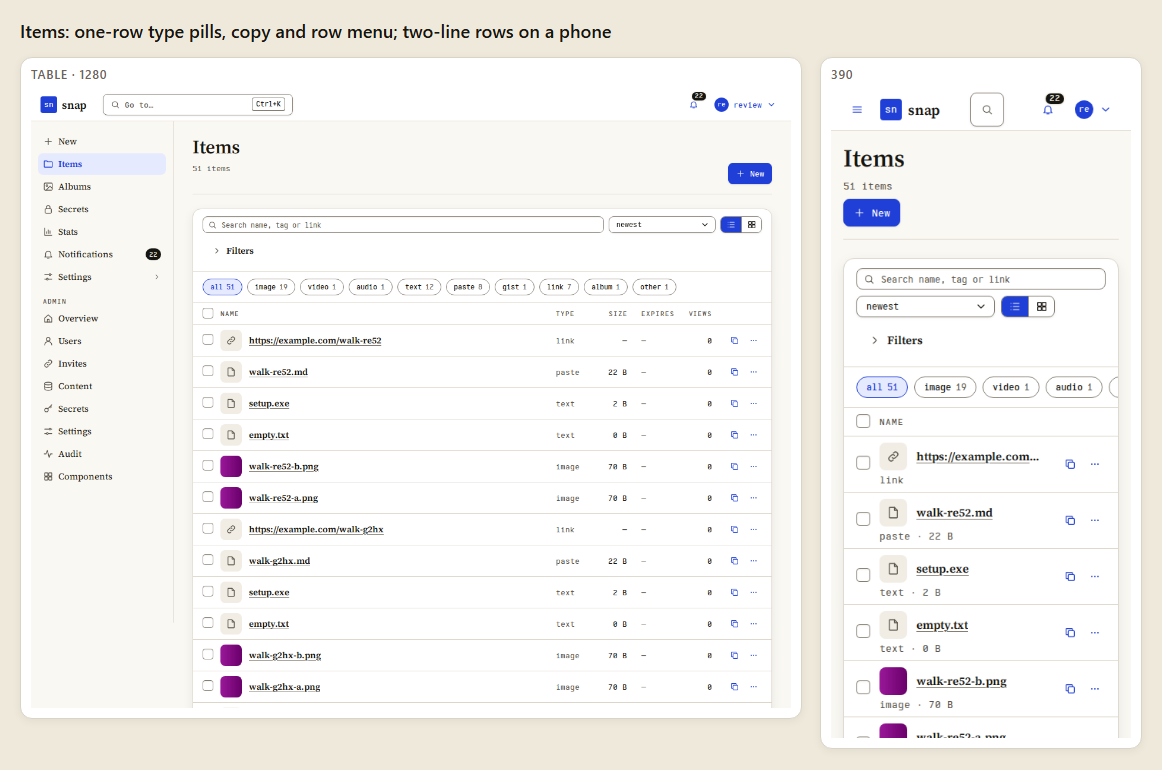 Items: one-row type pills, copy and row menu; two-line rows on a phone
TABLE · 1280
sn snap
Go to…
Ctrl+K
22
re review
New
Items
Albums
Secrets
Stats
Notifications 22
Settings
ADMIN
Overview
Users
Invites
Content
Secrets
Settings
Audit
Components
Items
51 items
New
Search name, tag or link
newest
Filters
all 51 image 19 video 1 audio 1 text 12 paste 8 gist 1 link 7 album 1 other 1
NAME TYPE SIZE EXPIRES VIEWS
https://example.com/walk-re52 link — — 0
walk-re52.md paste 22 B — 0
setup.exe text 2 B — 0
empty.txt text 0 B — 0
walk-re52-b.png image 70 B — 0
walk-re52-a.png image 70 B — 0
https://example.com/walk-g2hx link — — 0
walk-g2hx.md paste 22 B — 0
setup.exe text 2 B — 0
empty.txt text 0 B — 0
walk-g2hx-b.png image 70 B — 0
walk-g2hx-a.png image 70 B — 0
390
sn snap
22
re
Items
51 items
New
Search name, tag or link
newest
Filters
all 51 image 19 video 1 audio 1
NAME
https://example.com…
link
walk-re52.md
paste · 22 B
setup.exe
text · 2 B
empty.txt
text · 0 B
walk-re52-b.png
image · 70 B
walk-re52-a.png